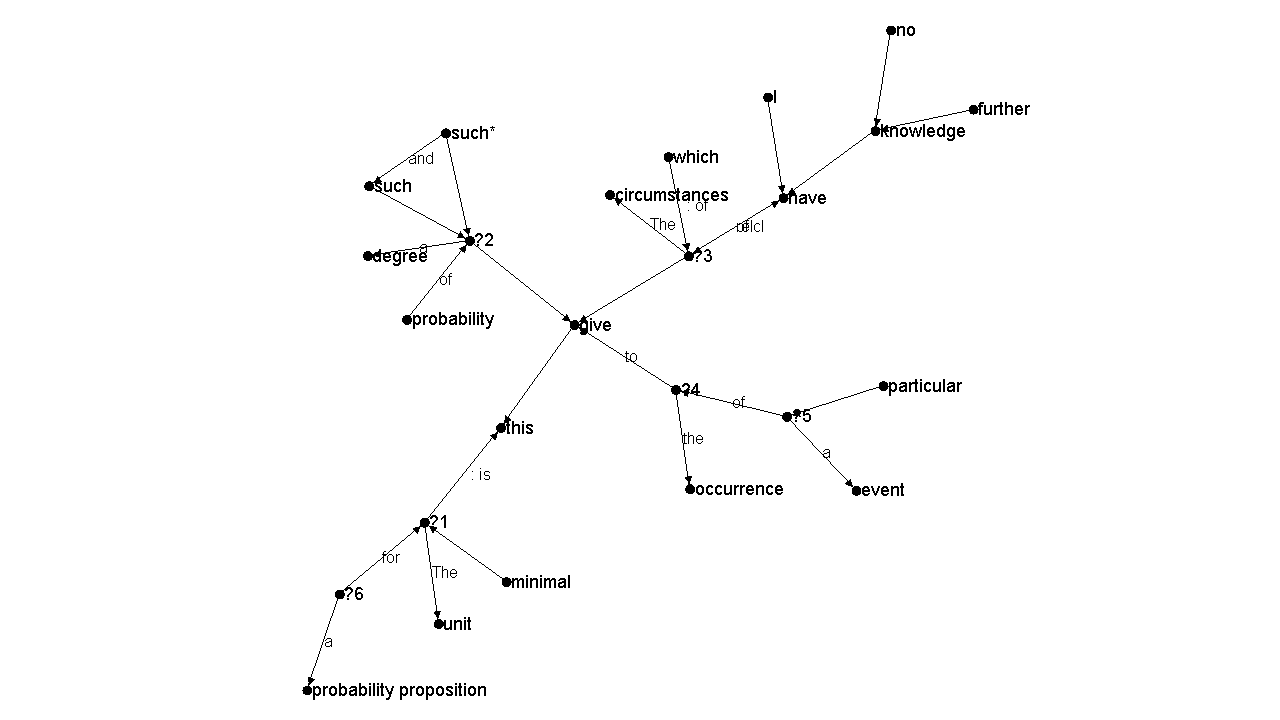 no
I
further
such*
knowledge
and
which
such
circumstances
have
: of
The
?2
a
degree
?3
of
probability
give
to
?4
particular
of
?5
this
the
a
: is
occurrence
event
?1
for
The
minimal
?6
unit
a
probability proposition